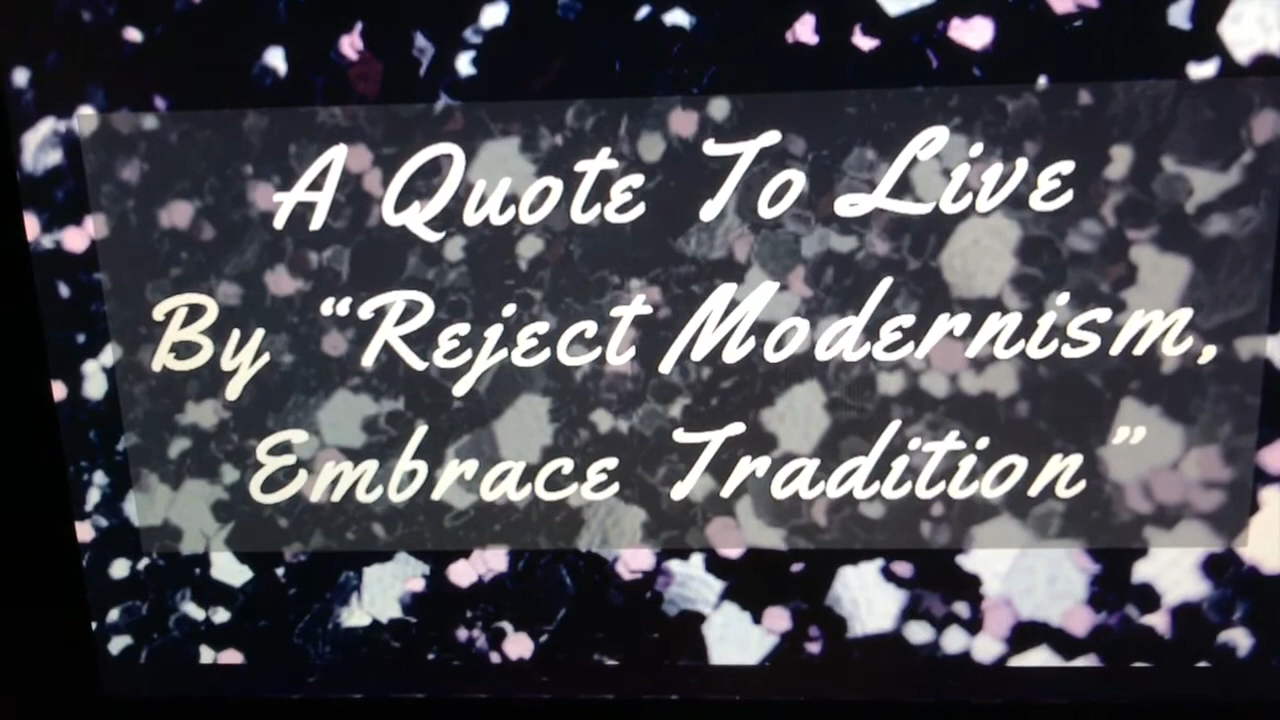 A Quote To Live
By “Reject Modernism,
Embrace Tradition”